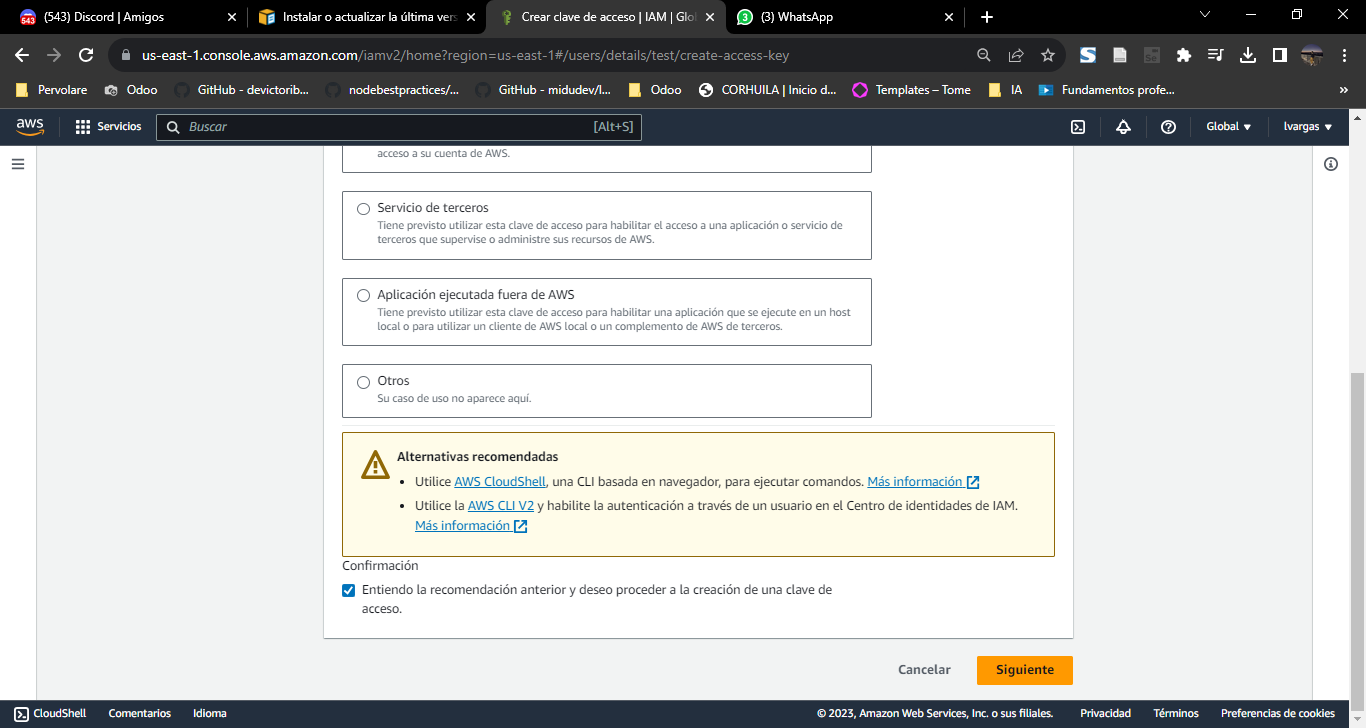 543
(543) Discord | Amigos
Instalar o actualizar la última vers
Crear clave de acceso | IAM | Glo
3
(3) WhatsApp
us-east-1.console.aws.amazon.com/iamv2/home?region=us-east-1#/users/details/test/create-access-key
Pervolare
Odoo
GitHub - devictorib...
nodebestpractices/...
GitHub - midudev/l...
Odoo
CORHUILA | Inicio d...
Templates – Tome
IA
Fundamentos profe...
»
aws
Servicios
Buscar
[Alt+S]
Global
lvargas
acceso a su cuenta de AWS.
Servicio de terceros
Tiene previsto utilizar esta clave de acceso para habilitar el acceso a una aplicación o servicio de
terceros que supervise o administre sus recursos de AWS.
Aplicación ejecutada fuera de AWS
Tiene previsto utilizar esta clave de acceso para habilitar una aplicación que se ejecute en un host
local o para utilizar un cliente de AWS local o un complemento de AWS de terceros.
Otros
Su caso de uso no aparece aquí.
Alternativas recomendadas
• Utilice AWS CloudShell, una CLI basada en navegador, para ejecutar comandos. Más información
• Utilice la AWS CLI V2 y habilite la autenticación a través de un usuario en el Centro de identidades de IAM.
Más información
Confirmación
Entiendo la recomendación anterior y deseo proceder a la creación de una clave de
acceso.
Cancelar
Siguiente
CloudShell
Comentarios
Idioma
© 2023, Amazon Web Services, Inc. o sus filiales.
Privacidad
Términos
Preferencias de cookies